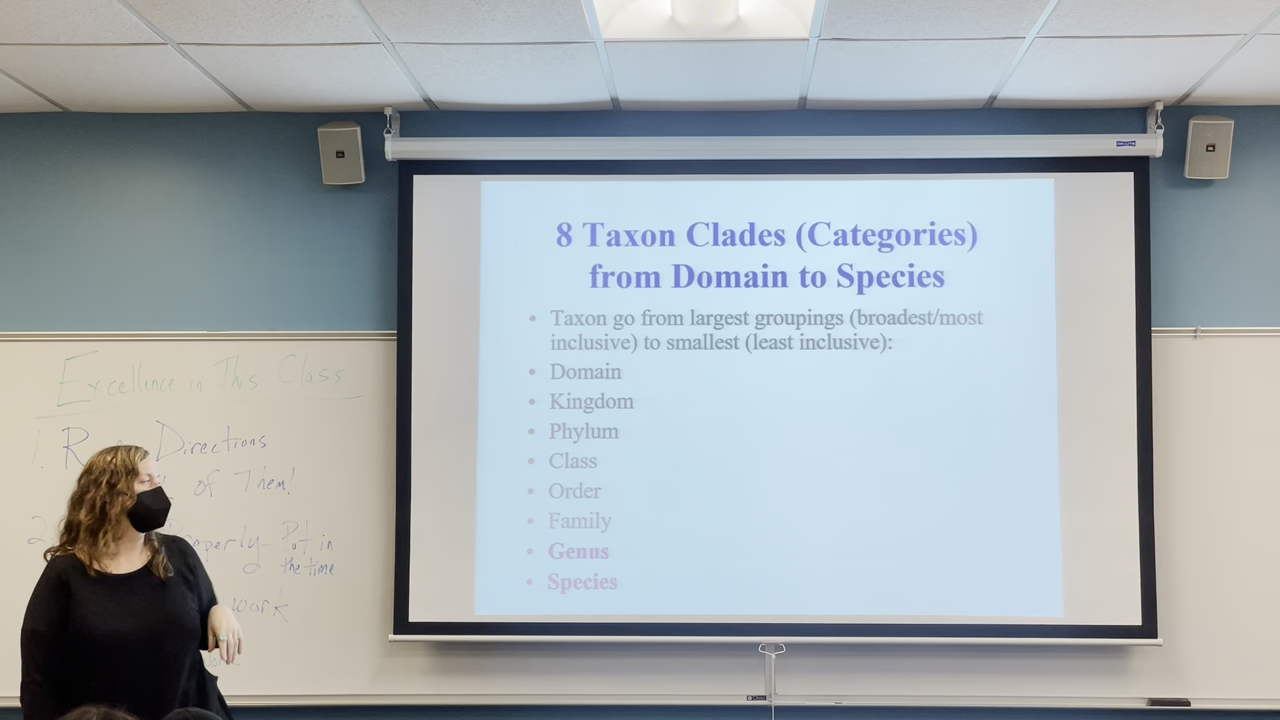 8 Taxon Clades (Categories)
from Domain to Species
• Taxon go from largest groupings (broadest/most
inclusive) to smallest (least inclusive):
• Domain
• Kingdom
• Phylum
• Class
• Order
• Family
• Genus
• Species
Excellence in This Class
1. Directions
of Them!
2. Put in
the time
work